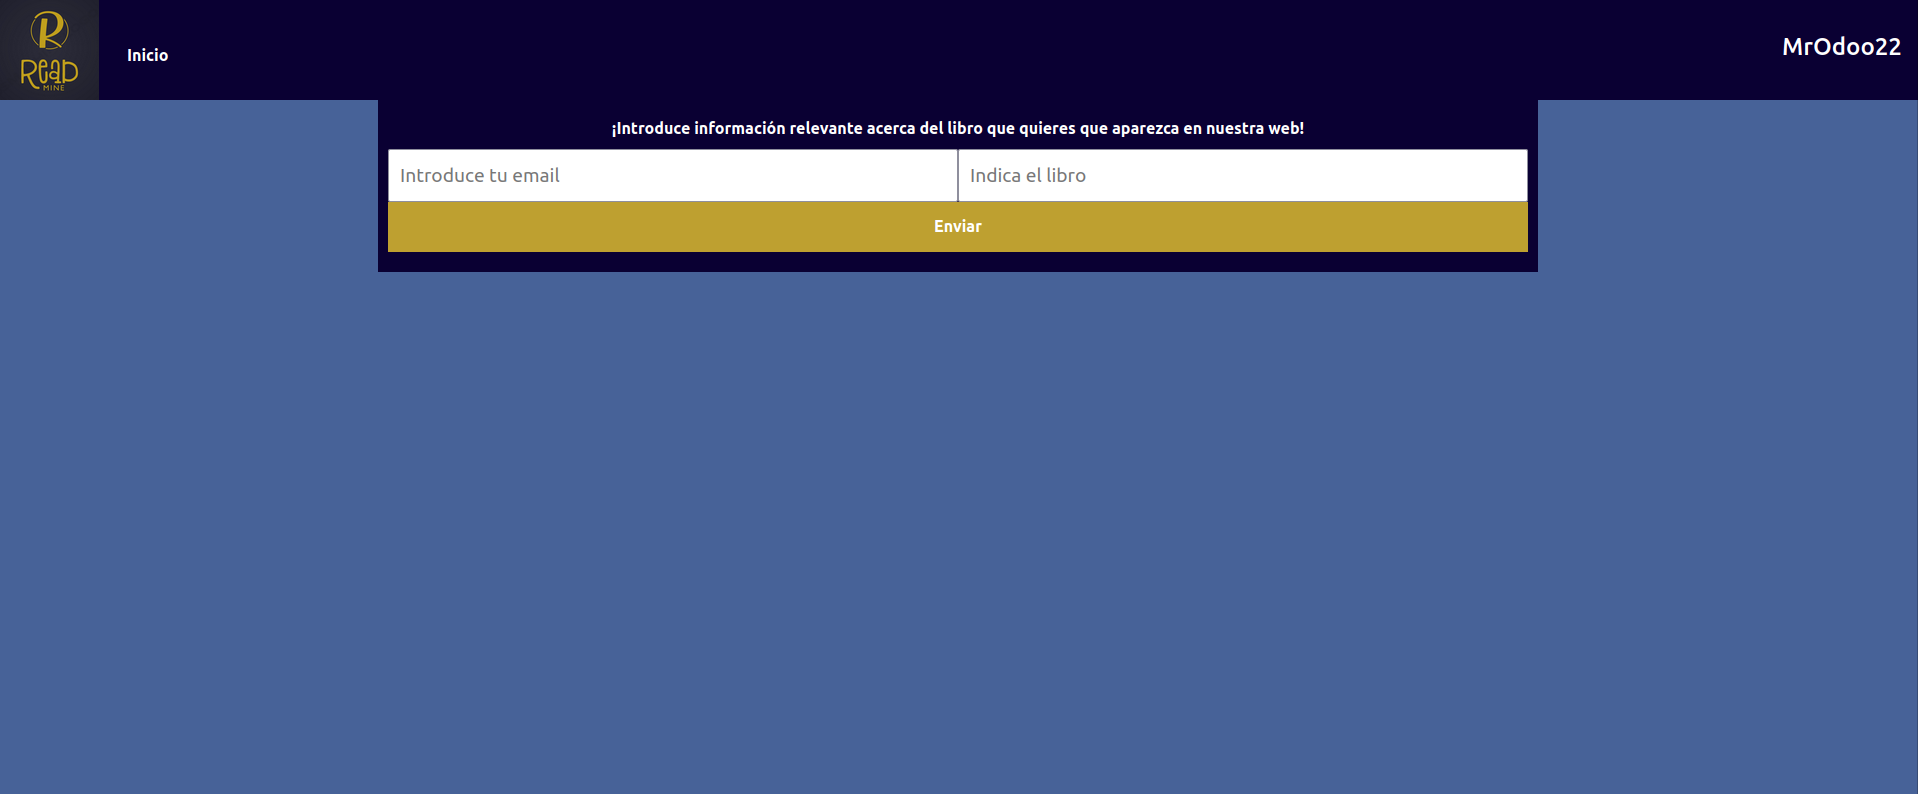 R
READ
MINE
Inicio
MrOdoo22
¡Introduce información relevante acerca del libro que quieres que aparezca en nuestra web!
Introduce tu email
Indica el libro
Enviar